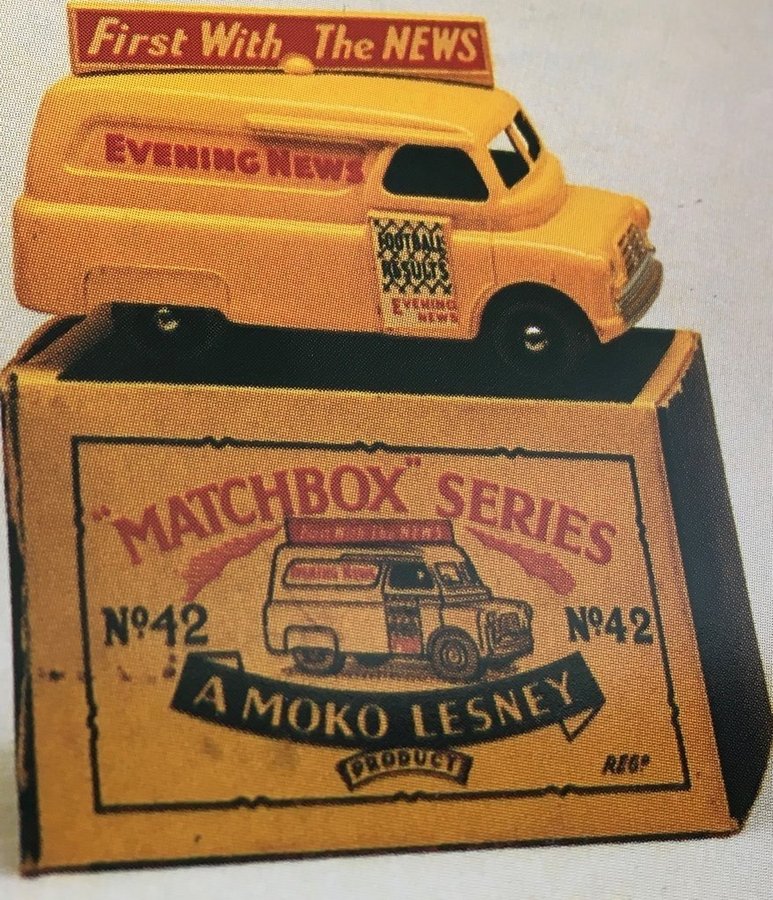 First With The NEWS
EVENING NEWS
FOOTBALL
RESULTS
EVENING
NEWS
"MATCHBOX" SERIES
Nº42
Nº42
A MOKO LESNEY
PRODUCT
REGD